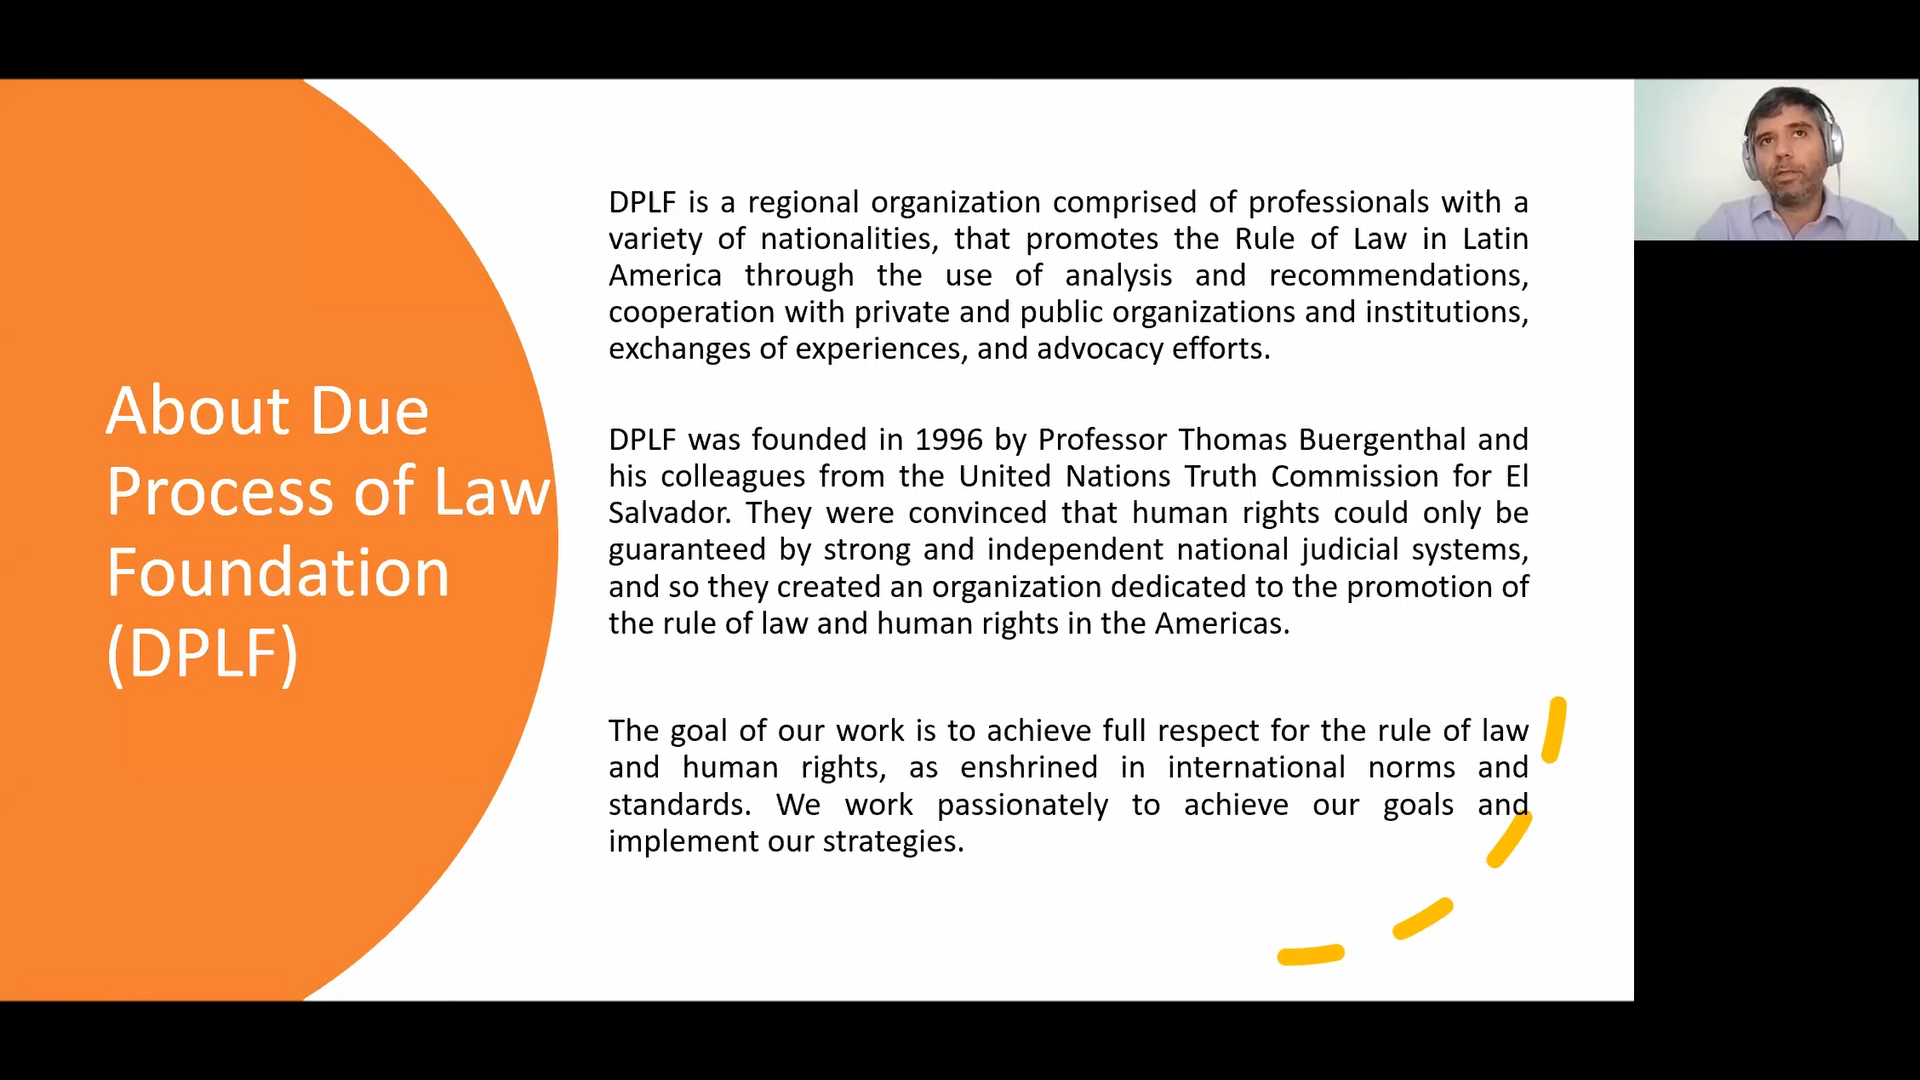 About Due
Process of Law
Foundation
(DPLF)
DPLF is a regional organization comprised of professionals with a
variety of nationalities, that promotes the Rule of Law in Latin
America through the use of analysis and recommendations,
cooperation with private and public organizations and institutions,
exchanges of experiences, and advocacy efforts.
DPLF was founded in 1996 by Professor Thomas Buergenthal and
his colleagues from the United Nations Truth Commission for El
Salvador. They were convinced that human rights could only be
guaranteed by strong and independent national judicial systems,
and so they created an organization dedicated to the promotion of
the rule of law and human rights in the Americas.
The goal of our work is to achieve full respect for the rule of law
and human rights, as enshrined in international norms and
standards. We work passionately to achieve our goals and
implement our strategies.